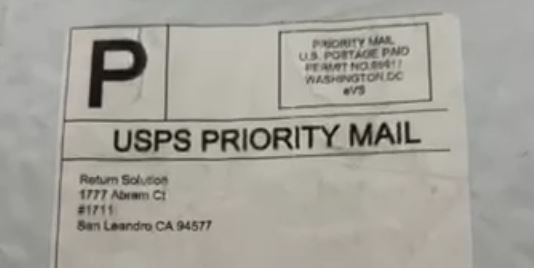 P
PRIORITY MAIL
U.S. POSTAGE PAID
PERMIT NO.
WASHINGTON, DC
eVS
USPS PRIORITY MAIL
Return Solution
1777 Abram Ct
#1711
San Leandro CA 94577